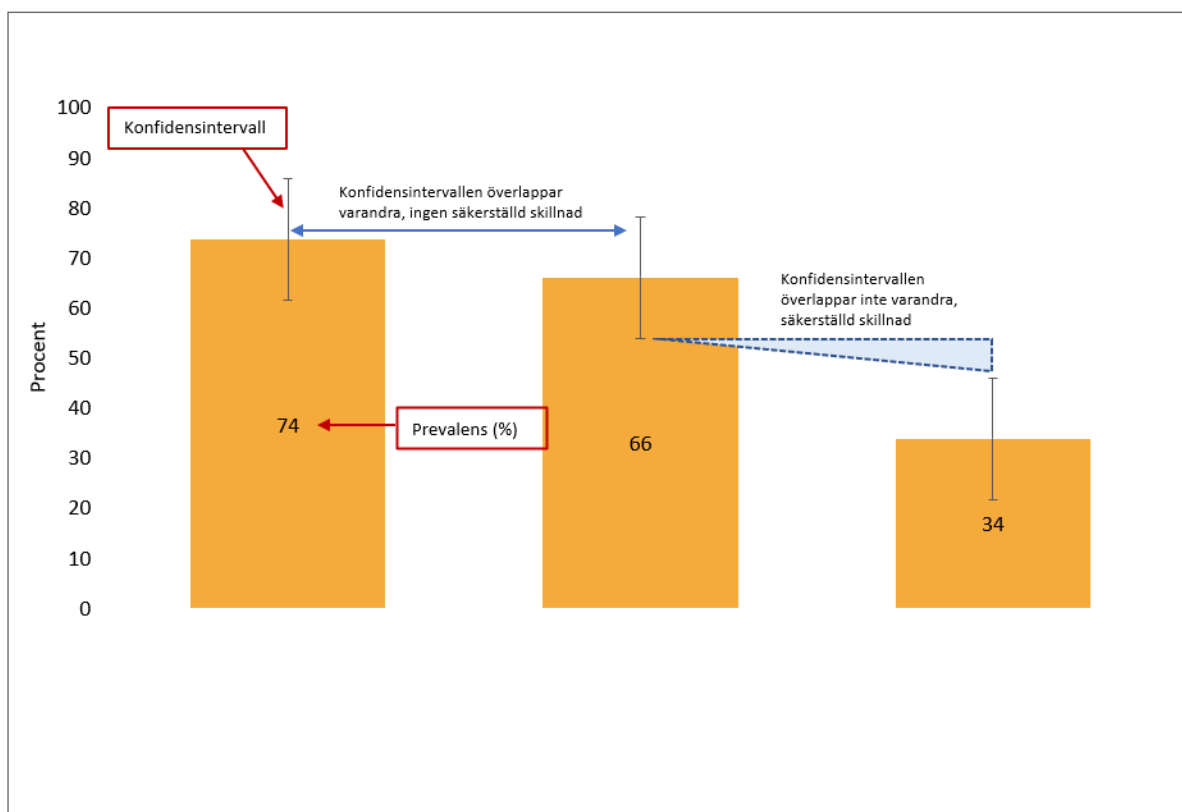 100
90
80
70
60
50
40
30
20
10
0
Procent
Konfidensintervall
Konfidensintervallen överlappar
varandra, ingen säkerställd skillnad
Konfidensintervallen
överlappar inte varandra,
säkerställd skillnad
74
Prevalens (%)
66
34